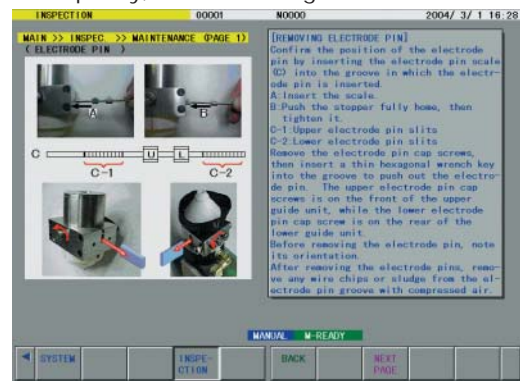 INSPECTION 00001 N0000 2004/ 3/ 1 16:28
MAIN >> INSPEC. >> MAINTENANCE (PAGE 1)
( ELECTRODE PIN )
A
B
C
U
L
C-1
C-2
[REMOVING ELECTRODE PIN]
Confirm the position of the electrode
pin by inserting the electrode pin scale
(C) into the groove in which the electr-
ode pin is inserted.
A:Insert the scale.
B:Push the stopper fully home, then
tighten it.
C-1:Upper electrode pin slits
C-2:Lower electrode pin slits
Remove the electrode pin cap screws,
then insert a thin hexagonal wrench key
into the groove to push out the electro-
de pin. The upper electrode pin cap
screws is on the front of the upper
guide unit, while the lower electrode
pin cap screw is on the rear of the
lower guide unit.
Before removing the electrode pin, note
its orientation.
After removing the electrode pins, remo-
ve any wire chips or sludge from the el-
ectrode pin groove with compressed air.
MANUAL M-READY
SYSTEM
INSPE-
CTION
BACK
NEXT
PAGE